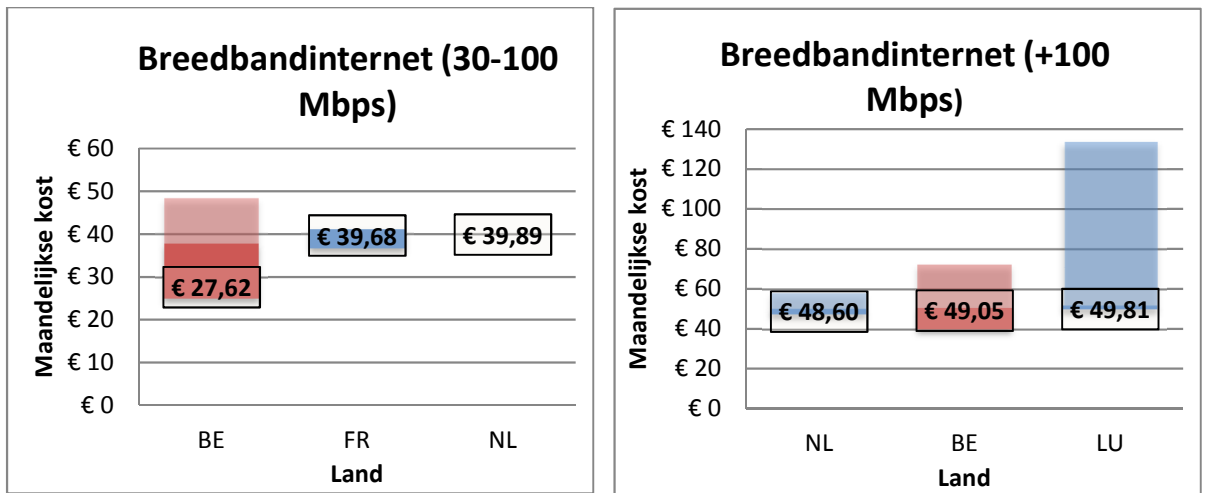 Breedbandinternet (30-100
Mbps)
Maandelijkse kost
€ 60
€ 50
€ 40
€ 30
€ 20
€ 10
€ 0
€ 27,62
€ 39,68
€ 39,89
BE
FR
NL
Land
Breedbandinternet (+100
Mbps)
Maandelijkse kost
€ 140
€ 120
€ 100
€ 80
€ 60
€ 40
€ 20
€ 0
€ 48,60
€ 49,05
€ 49,81
NL
BE
LU
Land